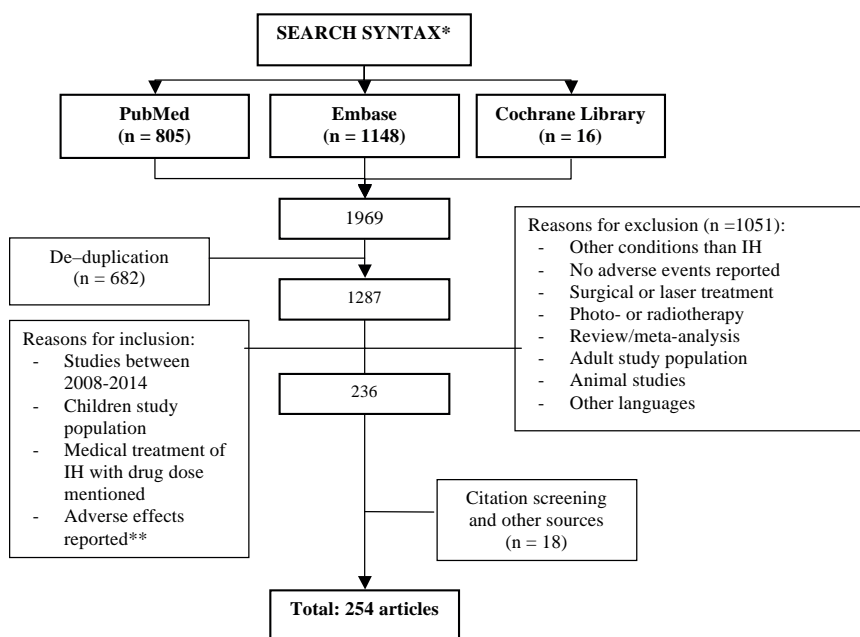 SEARCH SYNTAX*
PubMed
(n = 805)
Embase
(n = 1148)
Cochrane Library
(n = 16)
1969
De–duplication
(n = 682)
1287
Reasons for exclusion (n =1051):
- Other conditions than IH
- No adverse events reported
- Surgical or laser treatment
- Photo- or radiotherapy
- Review/meta-analysis
- Adult study population
- Animal studies
- Other languages
Reasons for inclusion:
- Studies between
2008-2014
- Children study
population
- Medical treatment of
IH with drug dose
mentioned
- Adverse effects
reported**
236
Citation screening
and other sources
(n = 18)
Total: 254 articles